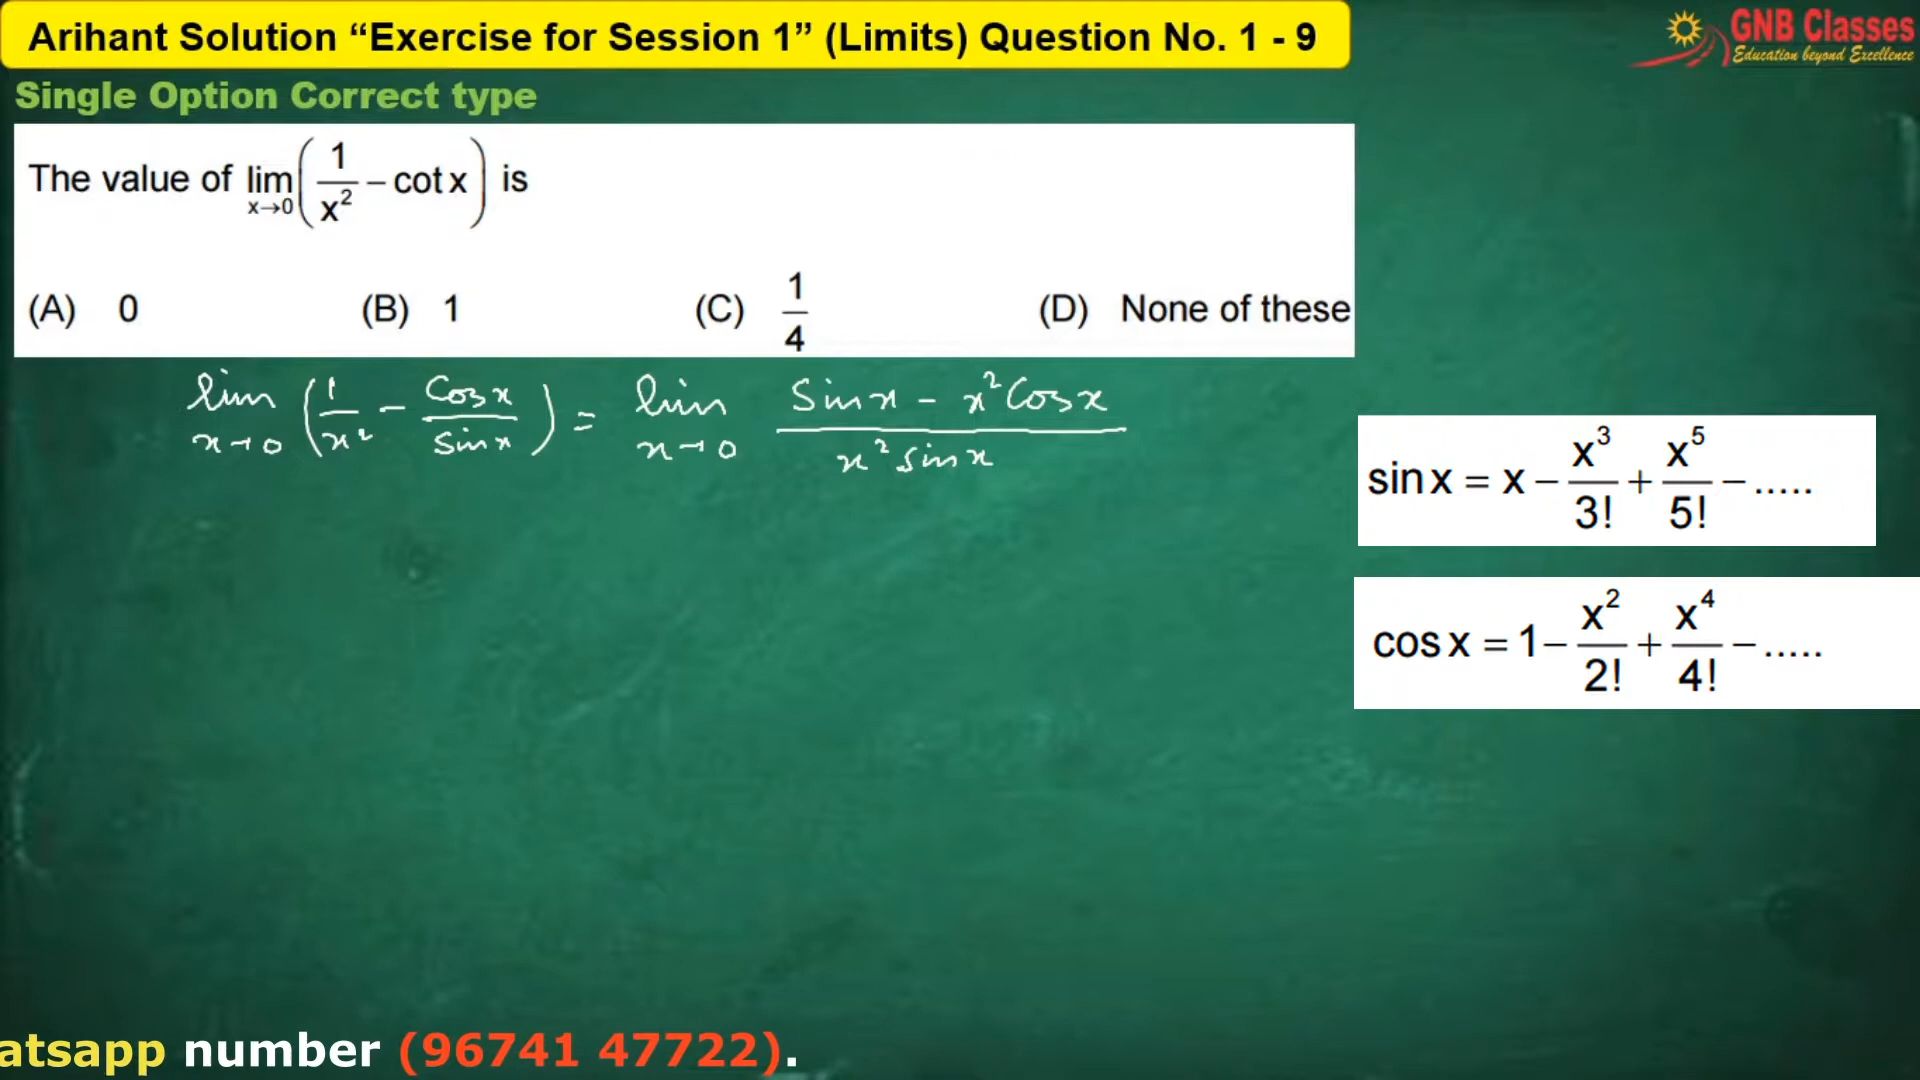 Arihant Solution “Exercise for Session 1” (Limits) Question No. 1 - 9
GNB Classes
Education beyond Excellence
Single Option Correct type
The value of lim x→0 (1/x² − cot x) is
(A) 0 (B) 1 (C) 1/4 (D) None of these
lim x→0 (1/x² − Cos x/Sin x) = lim x→0 (Sin x − x² Cos x)/(x² Sin x)
sin x = x − x³/3! + x⁵/5! − .....
cos x = 1 − x²/2! + x⁴/4! − .....
atsapp number (96741 47722).